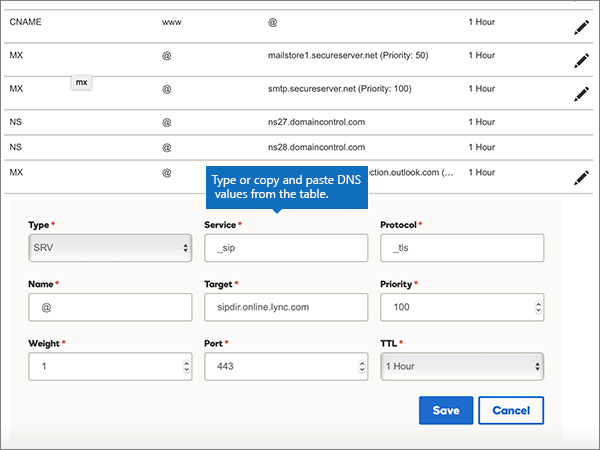 CNAME www @ 1 Hour
MX @ mailstore1.secureserver.net (Priority: 50) 1 Hour
mx
MX @ smtp.secureserver.net (Priority: 100) 1 Hour
NS @ ns27.domaincontrol.com 1 Hour
NS @ ns28.domaincontrol.com 1 Hour
MX @ ction.outlook.com (... 1 Hour
Type or copy and paste DNS
values from the table.
Type * Service * Protocol *
SRV _sip _tls
Name * Target * Priority *
@ sipdir.online.lync.com 100
Weight * Port * TTL *
1 443 1 Hour
Save Cancel